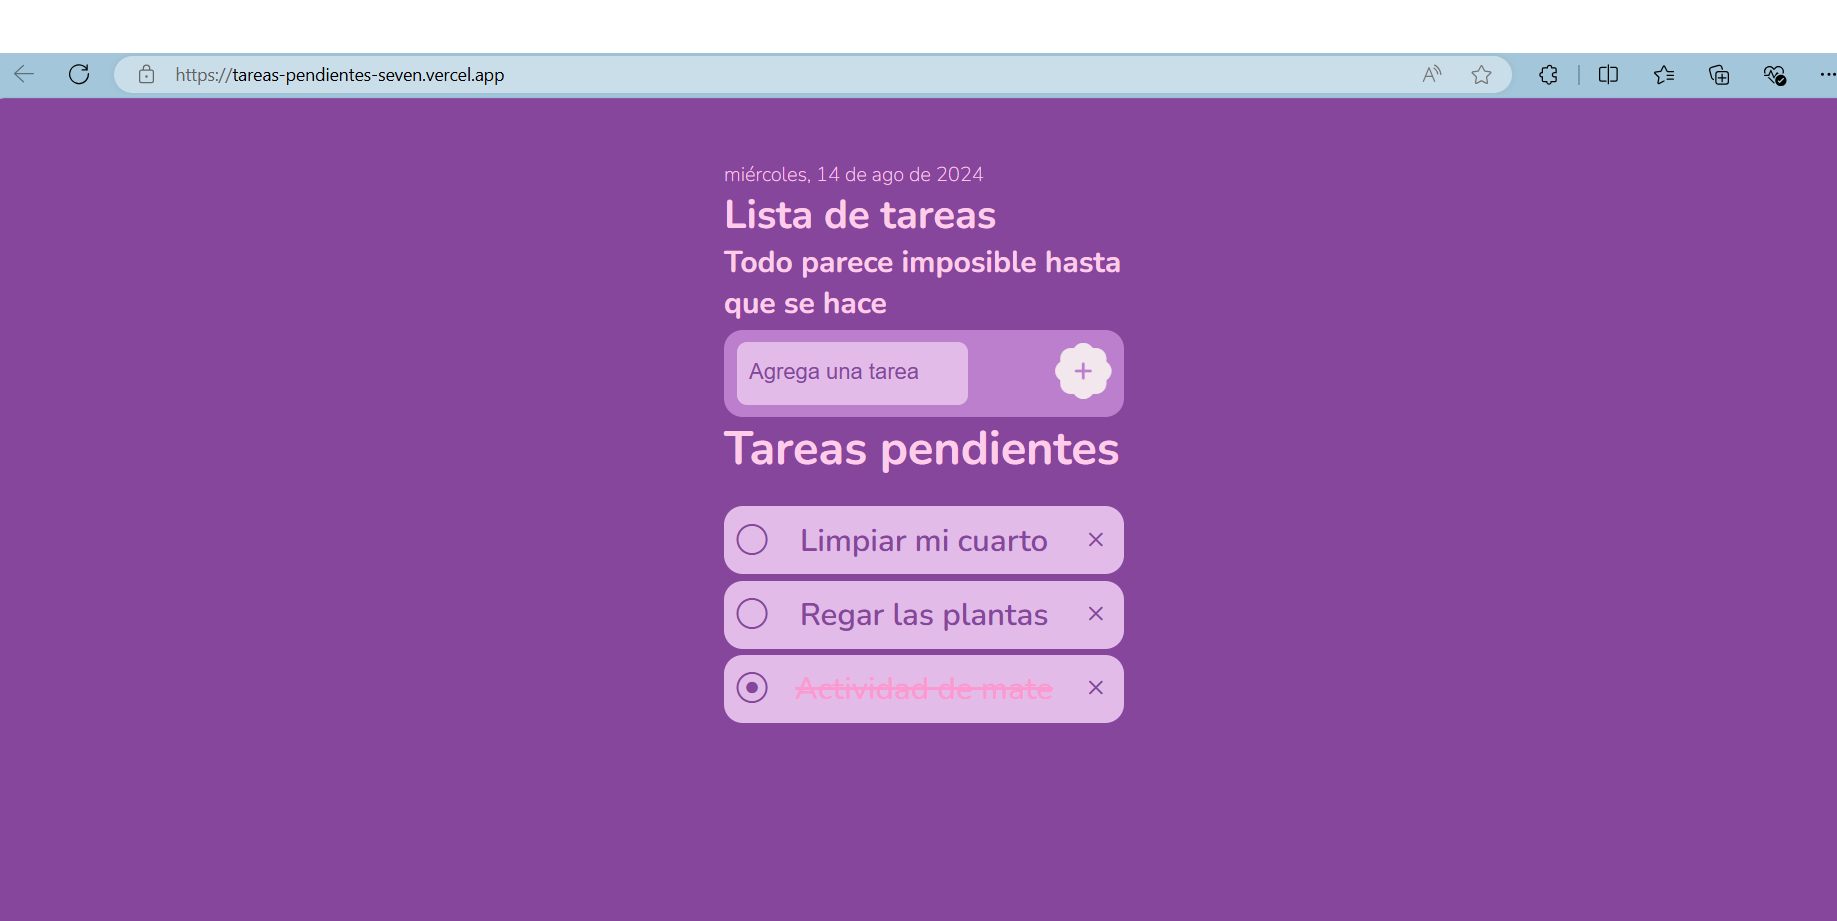 https://tareas-pendientes-seven.vercel.app
miércoles, 14 de ago de 2024
Lista de tareas
Todo parece imposible hasta
que se hace
Agrega una tarea
+
Tareas pendientes
Limpiar mi cuarto
Regar las plantas
Actividad de mate